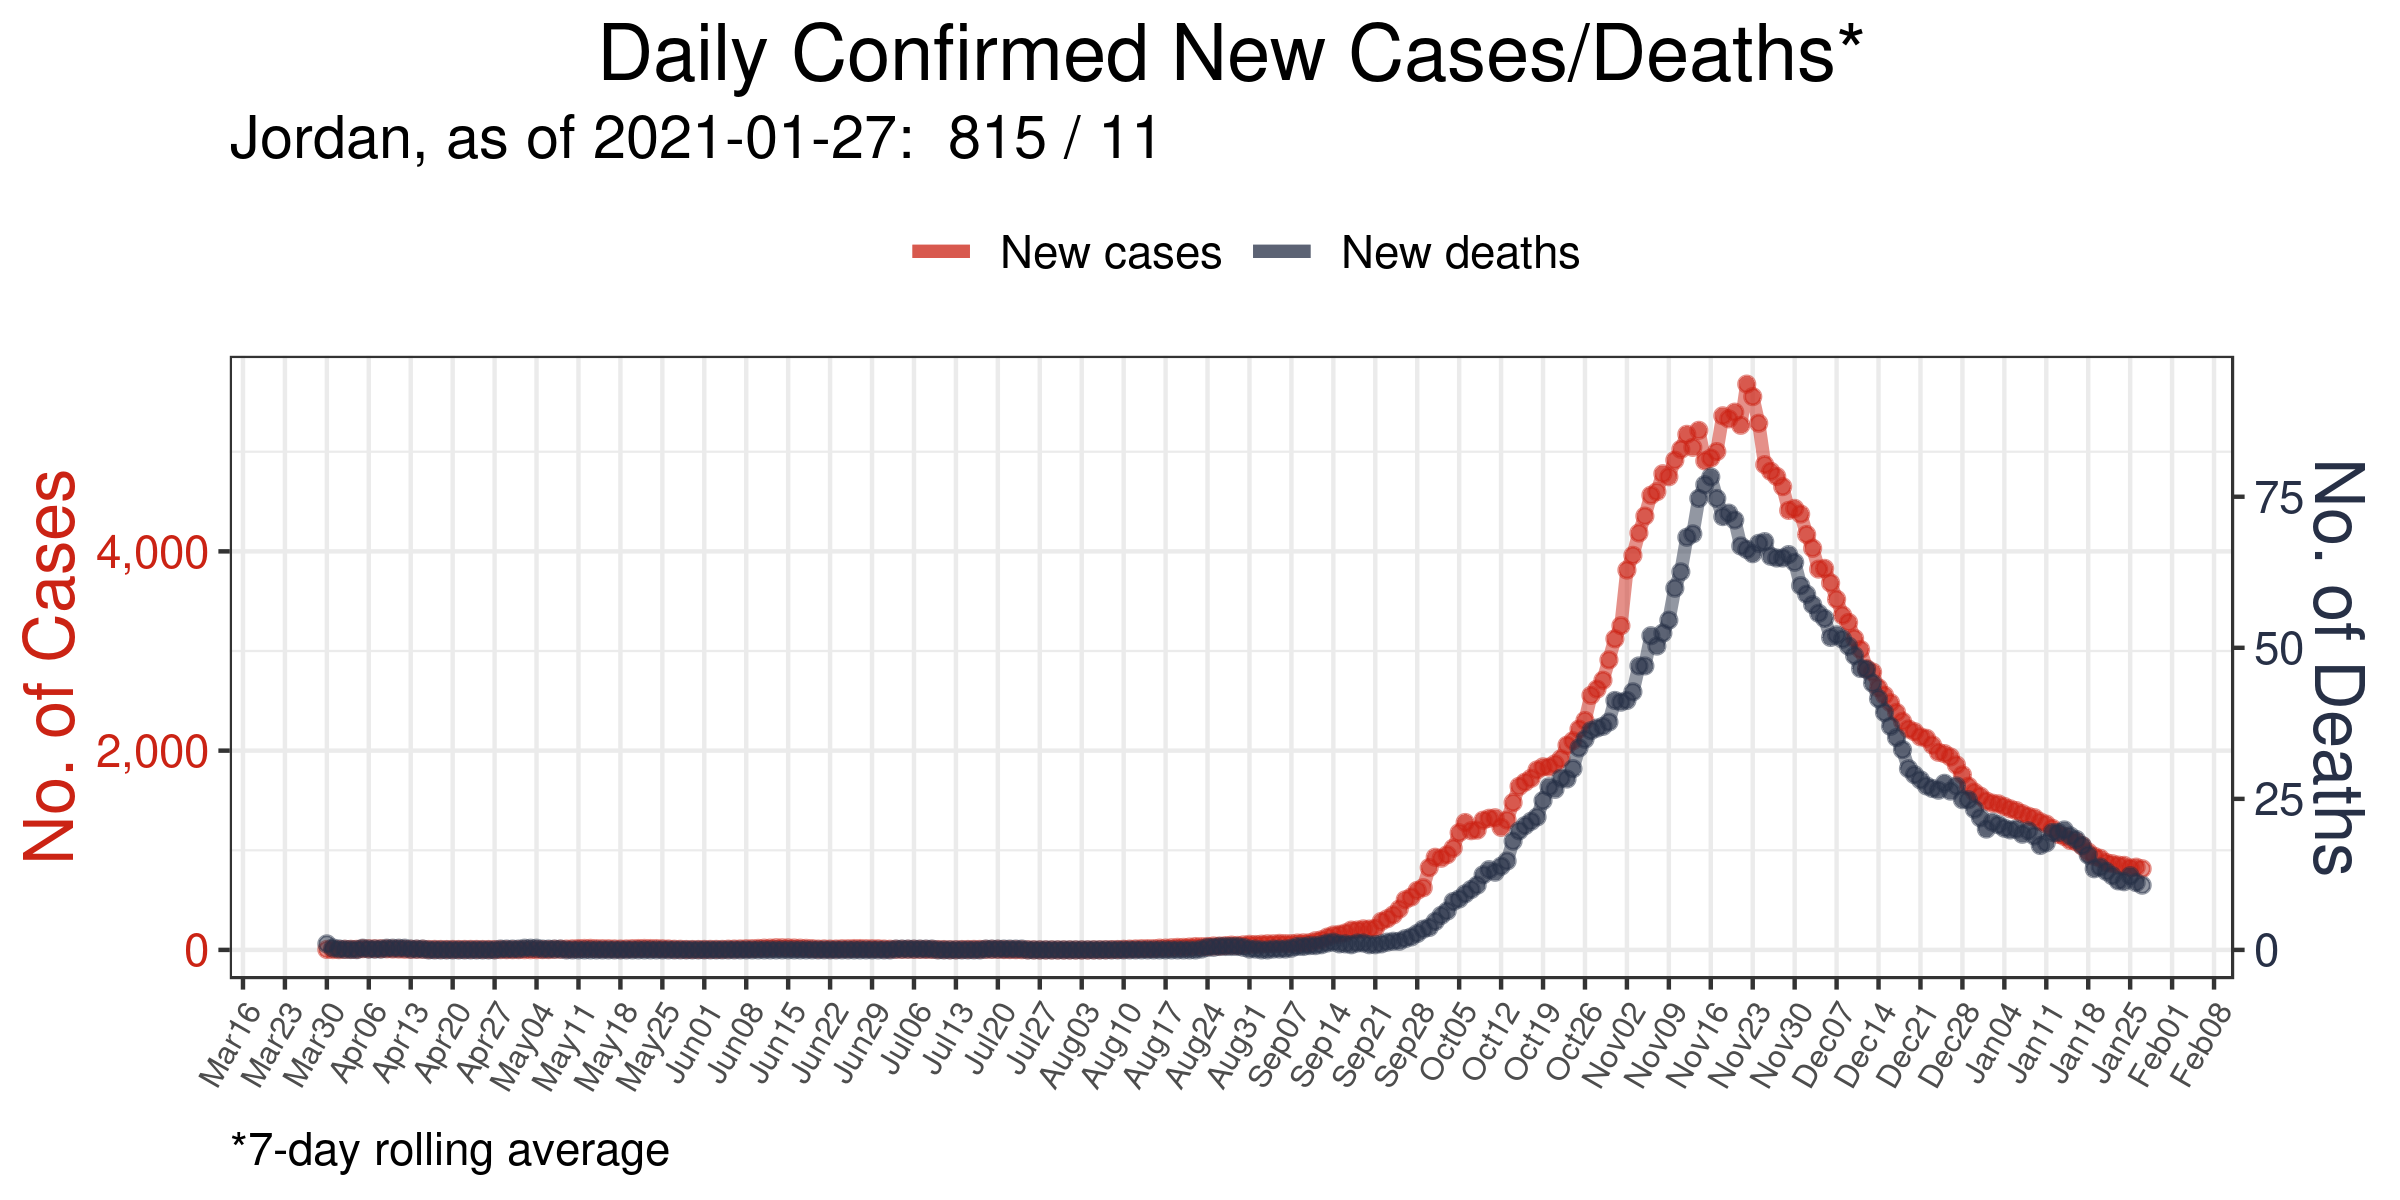 Daily Confirmed New Cases/Deaths*
Jordan, as of 2021-01-27:  815 / 11
New cases New deaths
No. of Cases
4,000
2,000
0
75
50
25
0
No. of Deaths
Mar16 Mar23 Mar30 Apr06 Apr13 Apr20 Apr27 May04 May11 May18 May25 Jun01 Jun08 Jun15 Jun22 Jun29 Jul06 Jul13 Jul20 Jul27 Aug03 Aug10 Aug17 Aug24 Aug31 Sep07 Sep14 Sep21 Sep28 Oct05 Oct12 Oct19 Oct26 Nov02 Nov09 Nov16 Nov23 Nov30 Dec07 Dec14 Dec21 Dec28 Jan04 Jan11 Jan18 Jan25 Feb01 Feb08
*7-day rolling average